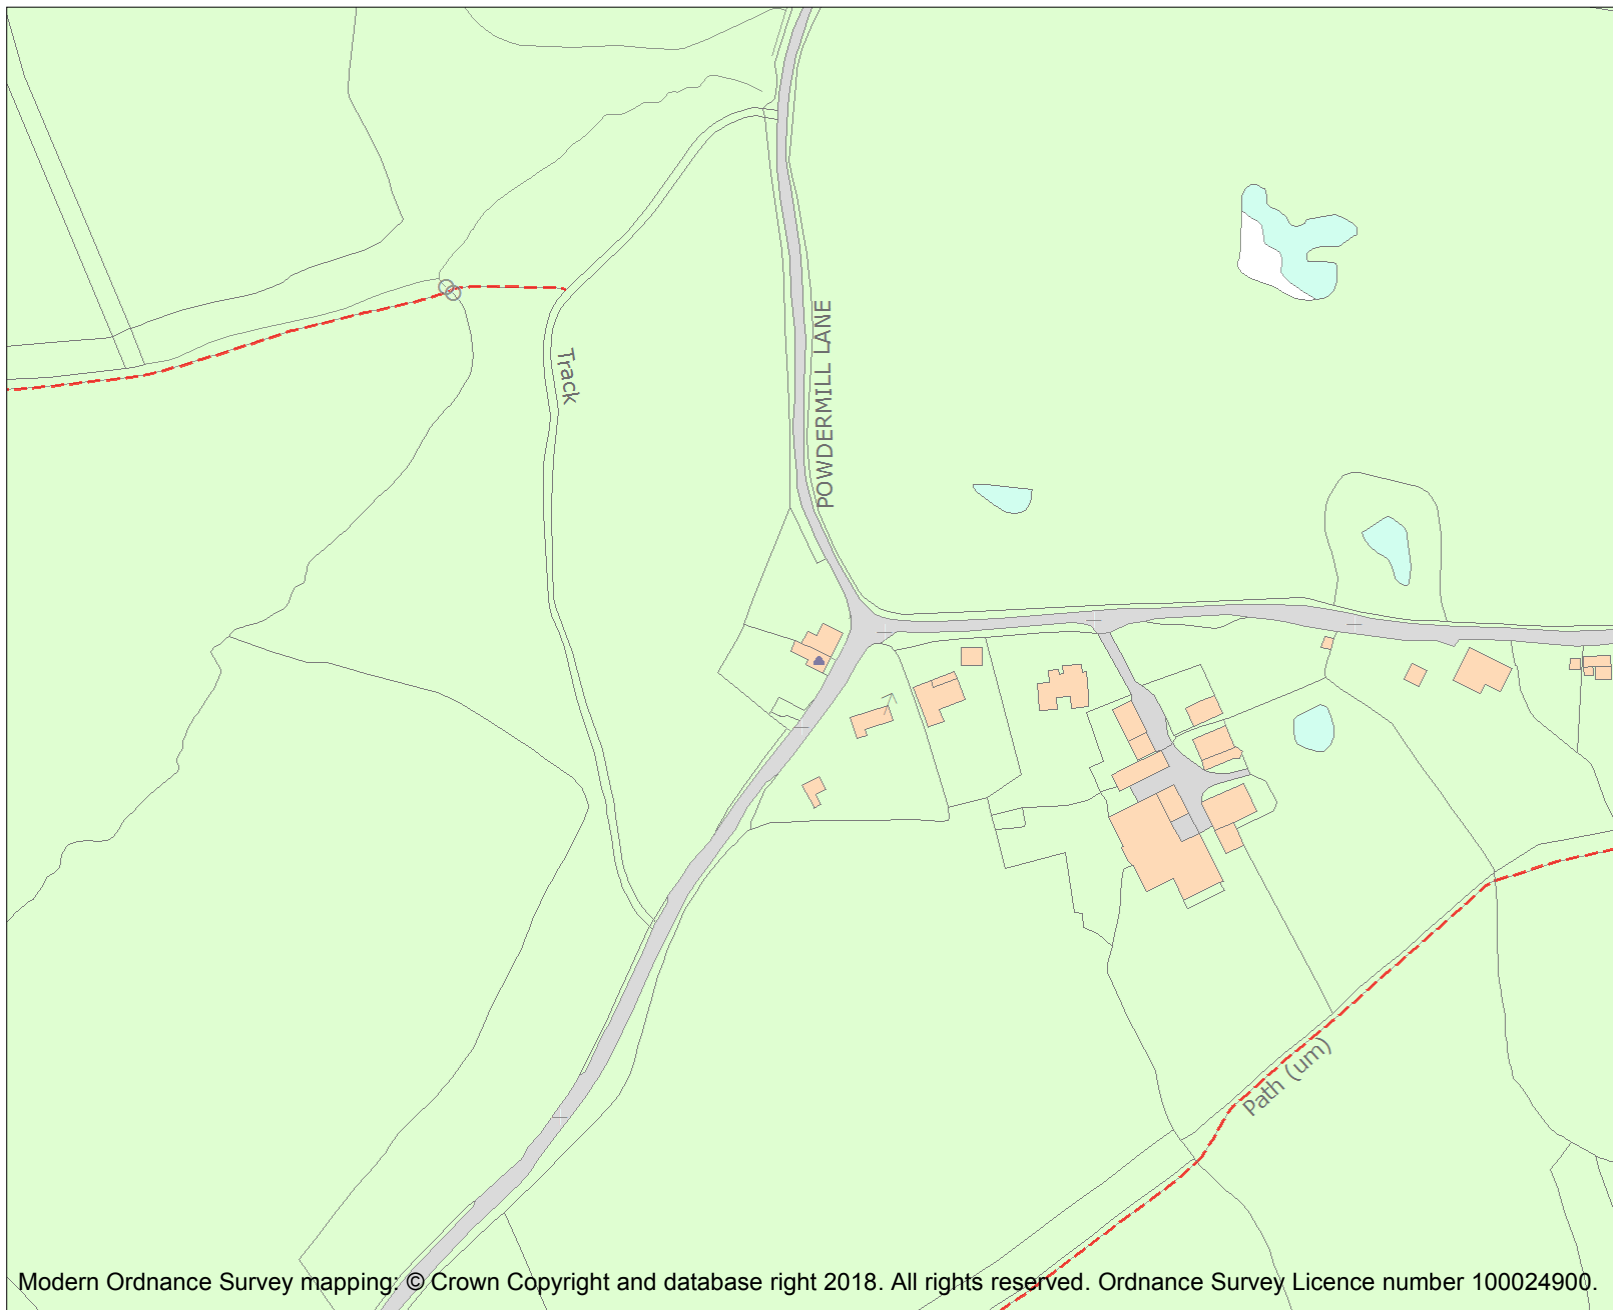 POWDERMILL LANE
Track
Path (um)
Modern Ordnance Survey mapping: © Crown Copyright and database right 2018. All rights reserved. Ordnance Survey Licence number 100024900.